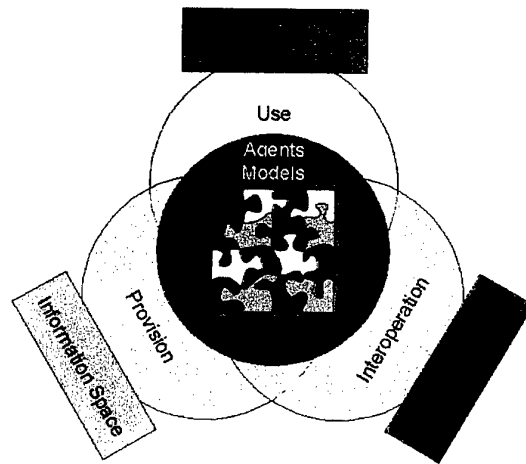 Use
Agents
Models
Provision
Interoperation
Information Space